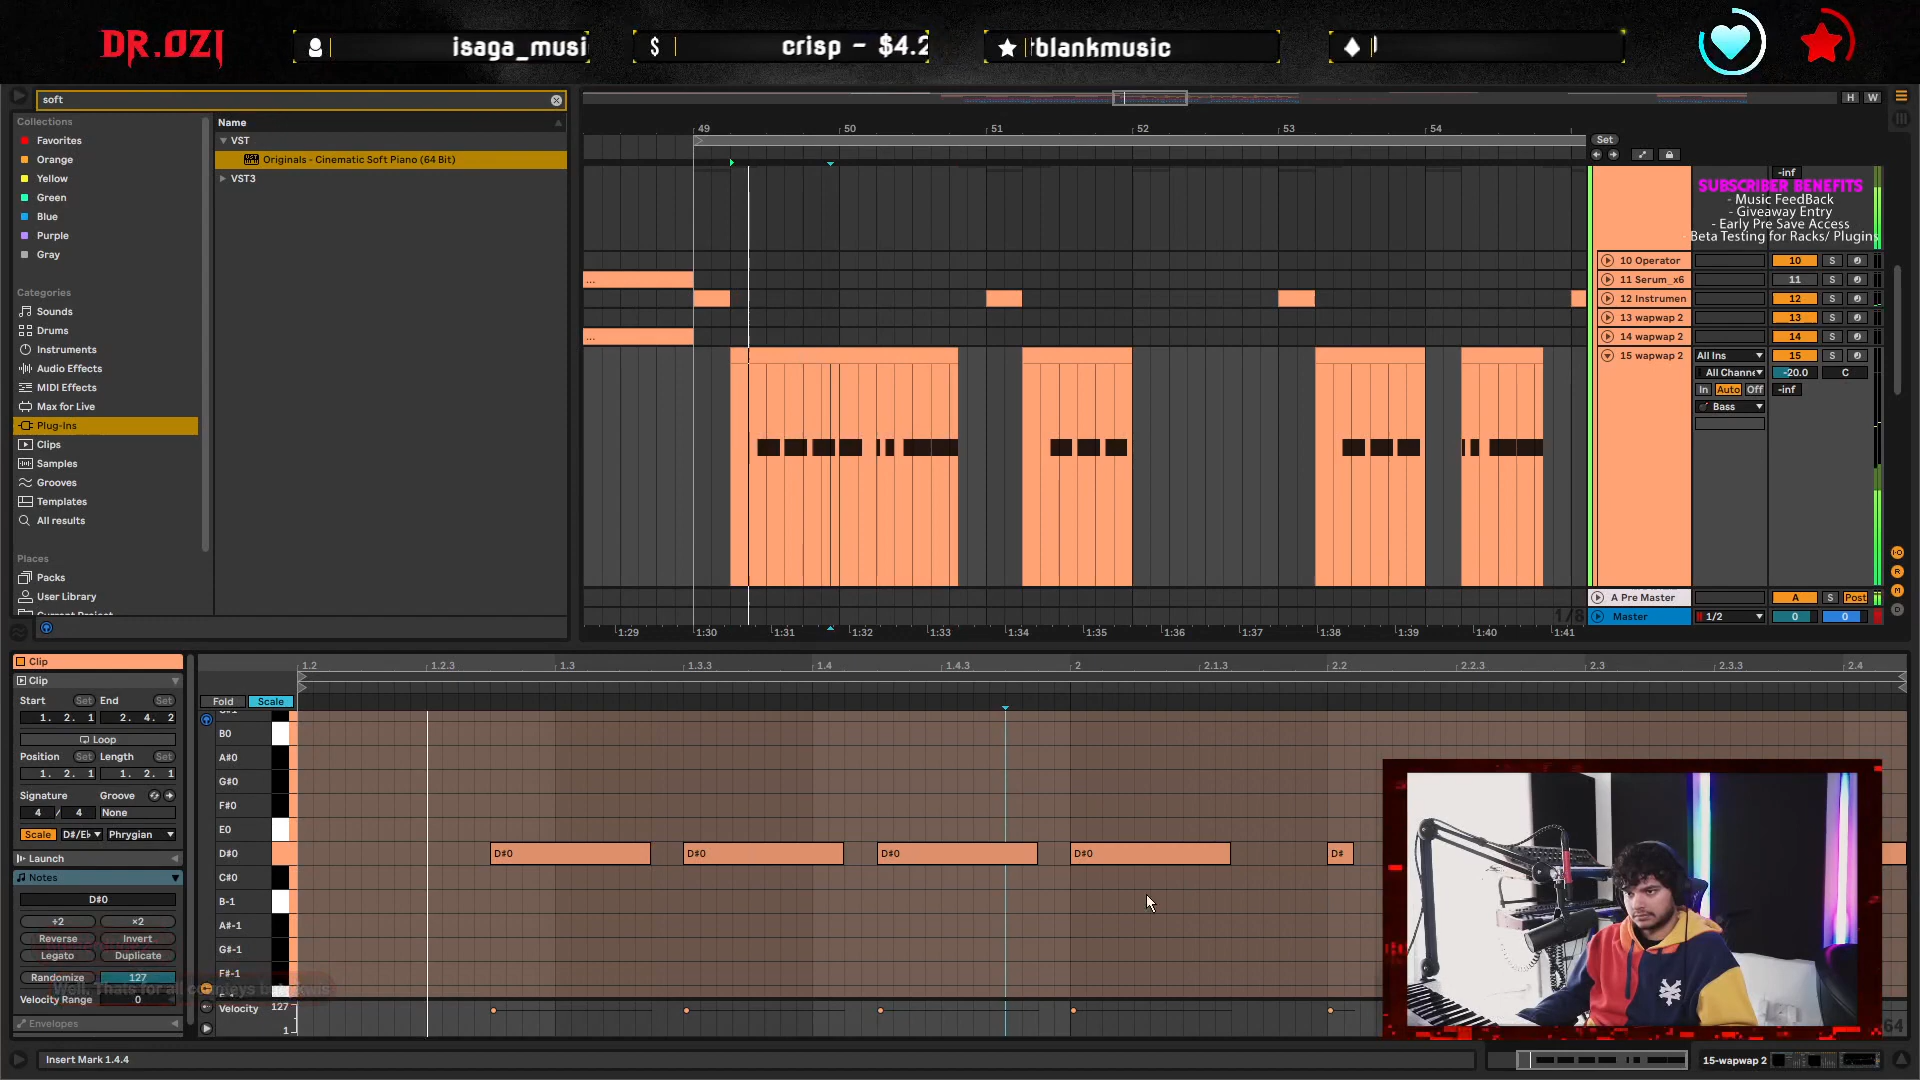 DR.OZI
isaga_musi
$
crisp - $4.2
blankmusic
soft
H W
Collections
Favorites
Orange
Yellow
Green
Blue
Purple
Gray
Categories
Sounds
Drums
Instruments
Audio Effects
MIDI Effects
Max for Live
Plug-Ins
Clips
Samples
Grooves
Templates
All results
Places
Packs
User Library
Current Project
Name
VST
Originals - Cinematic Soft Piano (64 Bit)
VST3
49 50 51 52 53 54
Set
...
...
1:29 1:30 1:31 1:32 1:33 1:34 1:35 1:36 1:37 1:38 1:39 1:40 1:41
1/8
-inf
SUBSCRIBER BENEFITS
- Music FeedBack
- Giveaway Entry
- Early Pre Save Access
- Beta Testing for Racks/ Plugins
10 Operator 10 S
11 Serum_x6 11 S
12 Instrumen 12 S
13 wapwap 2 13 S
14 wapwap 2 14 S
15 wapwap 2 All Ins 15 S
All Channe -20.0 C
In Auto Off -inf
Bass
A Pre Master A S Post
Master 1/2 0 0
Clip
Clip
Start Set End Set
1. 2. 1 2. 4. 2
Loop
Position Set Length Set
1. 2. 1 1. 2. 1
Signature Groove
4 / 4 None
Scale D#/Eb Phrygian
Launch
Notes
D#0
÷2 ×2
Reverse Invert
Legato Duplicate
Randomize 127
Velocity Range 0
Envelopes
1.2 1.2.3 1.3 1.3.3 1.4 1.4.3 2 2.1.3 2.2 2.2.3 2.3 2.3.3 2.4
Fold Scale
B0
A#0
G#0
F#0
E0
D#0 D#0 D#0 D#0 D#0 D#
C#0
B-1
A#-1
G#-1
F#-1
Velocity 127
1
Insert Mark 1.4.4
15-wapwap 2